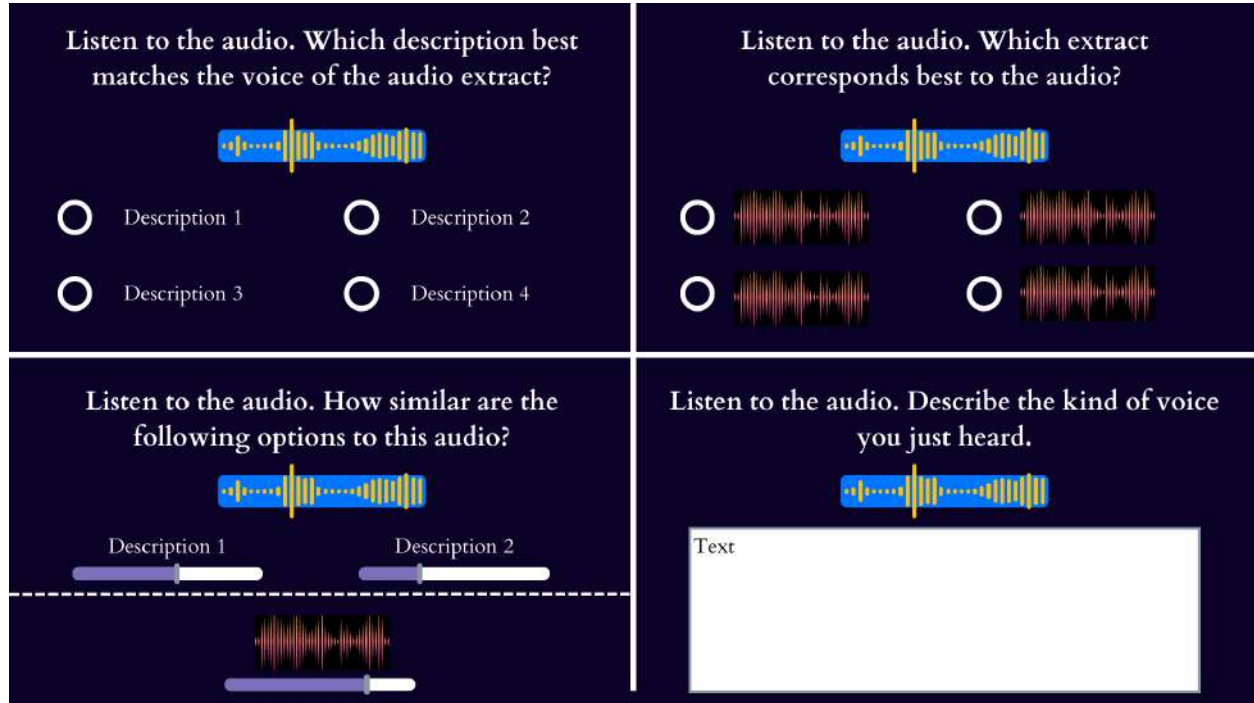 Listen to the audio. Which description best
matches the voice of the audio extract?
Description 1
Description 2
Description 3
Description 4
Listen to the audio. Which extract
corresponds best to the audio?
Listen to the audio. How similar are the
following options to this audio?
Description 1
Description 2
Listen to the audio. Describe the kind of voice
you just heard.
Text